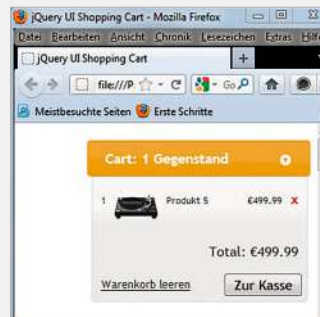 jQuery UI Shopping Cart - Mozilla Firefox
Datei Bearbeiten Ansicht Chronik Lesezeichen Extras Hilfe
jQuery UI Shopping Cart +
file:///P Go
Meistbesuchte Seiten Erste Schritte
Cart: 1 Gegenstand
1 Produkt 5 €499.99 X
Total: €499.99
Warenkorb leeren Zur Kasse